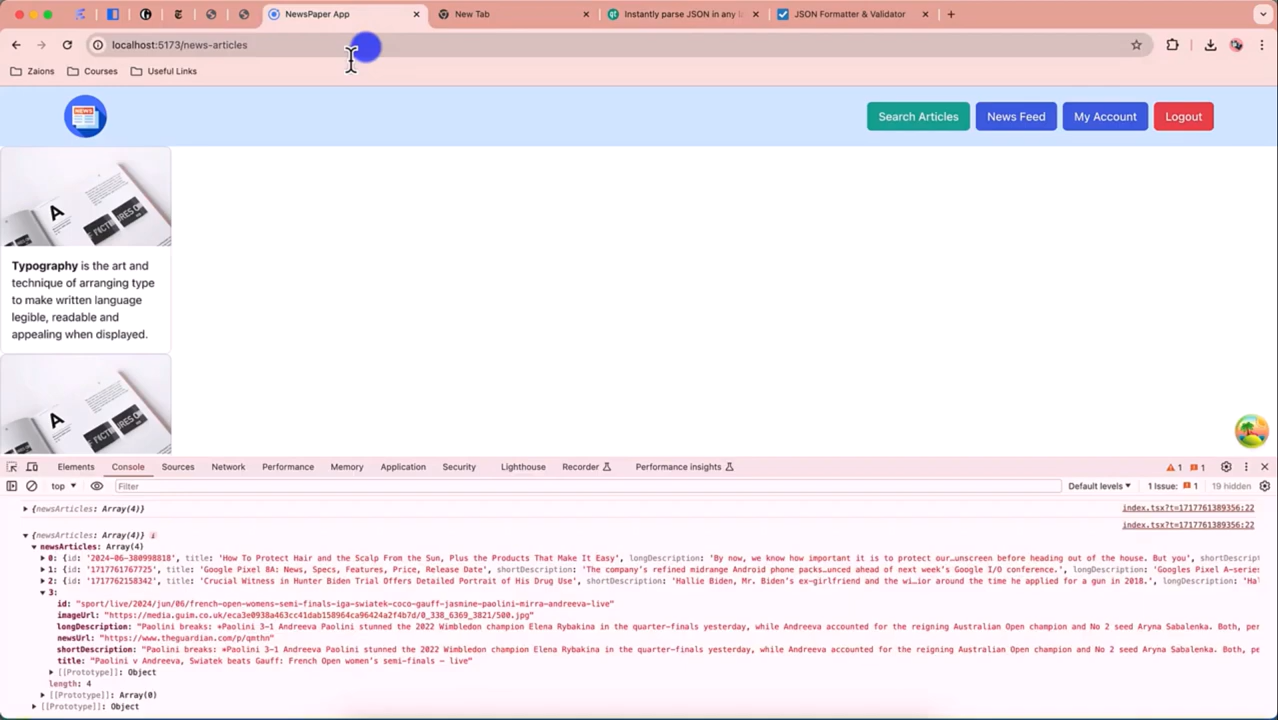 NewsPaper App
New Tab
Instantly parse JSON in any la
JSON Formatter & Validator
localhost:5173/news-articles
Zaions
Courses
Useful Links
NEWS
Search Articles
News Feed
My Account
Logout
A
Typography is the art and
technique of arranging type
to make written language
legible, readable and
appealing when displayed.
A
Elements
Console
Sources
Network
Performance
Memory
Application
Security
Lighthouse
Recorder
Performance insights
1
1
top
Filter
Default levels
1 Issue:
1
19 hidden
{newsArticles: Array(4)}
index.tsx?t=1717761389356:22
index.tsx?t=1717761389356:22
{newsArticles: Array(4)}
newsArticles: Array(4)
0: {id: '2024-06-380998818', title: 'How To Protect Hair and the Scalp From the Sun, Plus the Products That Make It Easy', longDescription: 'By now, we know how important it is to protect our…unscreen before heading out of the house. But you', shortDescript
1: {id: '1717761767725', title: 'Google Pixel 8A: News, Specs, Features, Price, Release Date', longDescription: 'The company's refined midrange Android phone packs…unced ahead of next week's Google I/O conference.', shortDescription: 'Googles Pixel A-series
2: {id: '1717762158342', title: 'Crucial Witness in Hunter Biden Trial Offers Detailed Portrait of His Drug Use', longDescription: 'Hallie Biden, Mr. Biden's ex-girlfriend and the wi…ior around the time he applied for a gun in 2018.', longDescription: 'Hal
3:
id: "sport/live/2024/jun/06/french-open-womens-semi-finals-iga-swiatek-coco-gauff-jasmine-paolini-mirra-andreeva-live"
imageUrl: "https://media.guim.co.uk/eca3e0938a463cc41dab158964ca96424a2f4b7d/0_338_6369_3821/500.jpg"
longDescription: "Paolini breaks: *Paolini 3-1 Andreeva Paolini stunned the 2022 Wimbledon champion Elena Rybakina in the quarter-finals yesterday, while Andreeva accounted for the reigning Australian Open champion and No 2 seed Aryna Sabalenka. Both, per
newsUrl: "https://www.theguardian.com/p/qmthn"
shortDescription: "Paolini breaks: *Paolini 3-1 Andreeva Paolini stunned the 2022 Wimbledon champion Elena Rybakina in the quarter-finals yesterday, while Andreeva accounted for the reigning Australian Open champion and No 2 seed Aryna Sabalenka. Both, pe
title: "Paolini v Andreeva, Swiatek beats Gauff: French Open women's semi-finals – live"
[[Prototype]]: Object
length: 4
[[Prototype]]: Array(0)
[[Prototype]]: Object